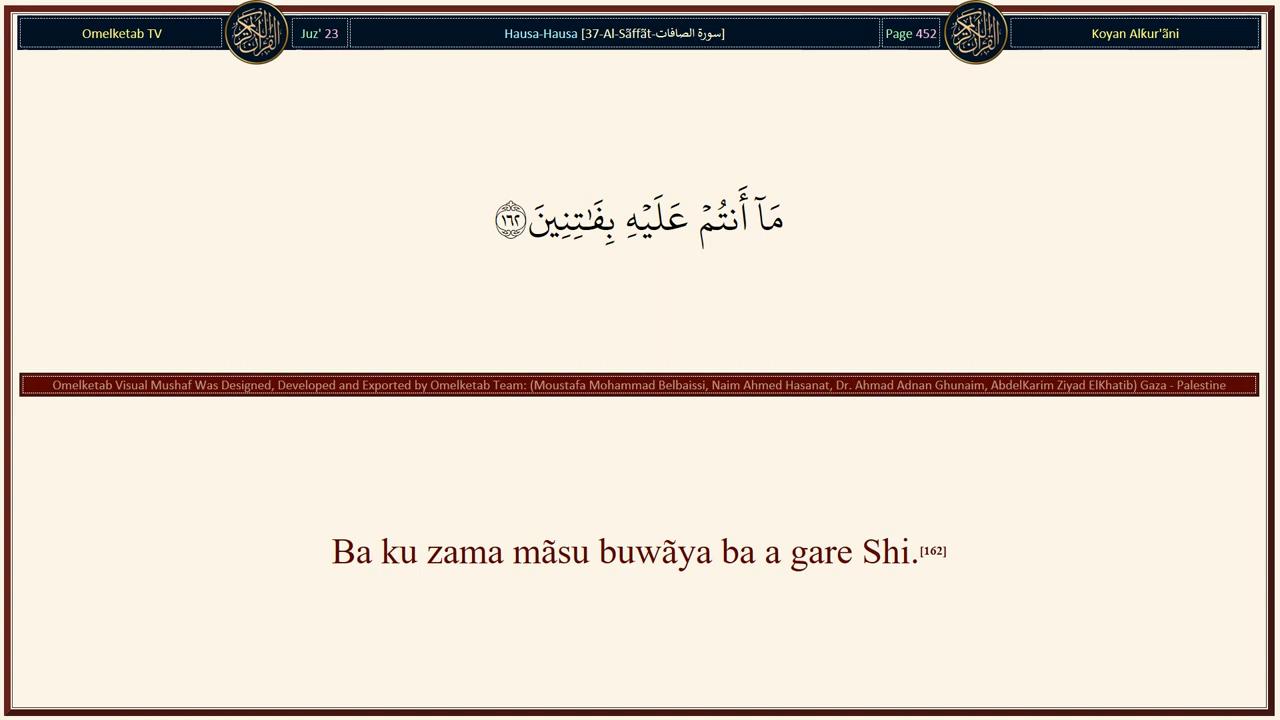 Omelketab TV
Juz' 23
Hausa-Hausa [37-Al-Sãffãt-سورة الصافات]
Page 452
Koyan Alƙur'ãni
مَآ أَنتُمۡ عَلَيۡهِ بِفَٰتِنِينَ ١٦٢
Omelketab Visual Mushaf Was Designed, Developed and Exported by Omelketab Team: (Moustafa Mohammad Belbaissi, Naim Ahmed Hasanat, Dr. Ahmad Adnan Ghunaim, AbdelKarim Ziyad ElKhatib) Gaza - Palestine
Ba ku zama mãsu buwãya ba a gare Shi.[162]